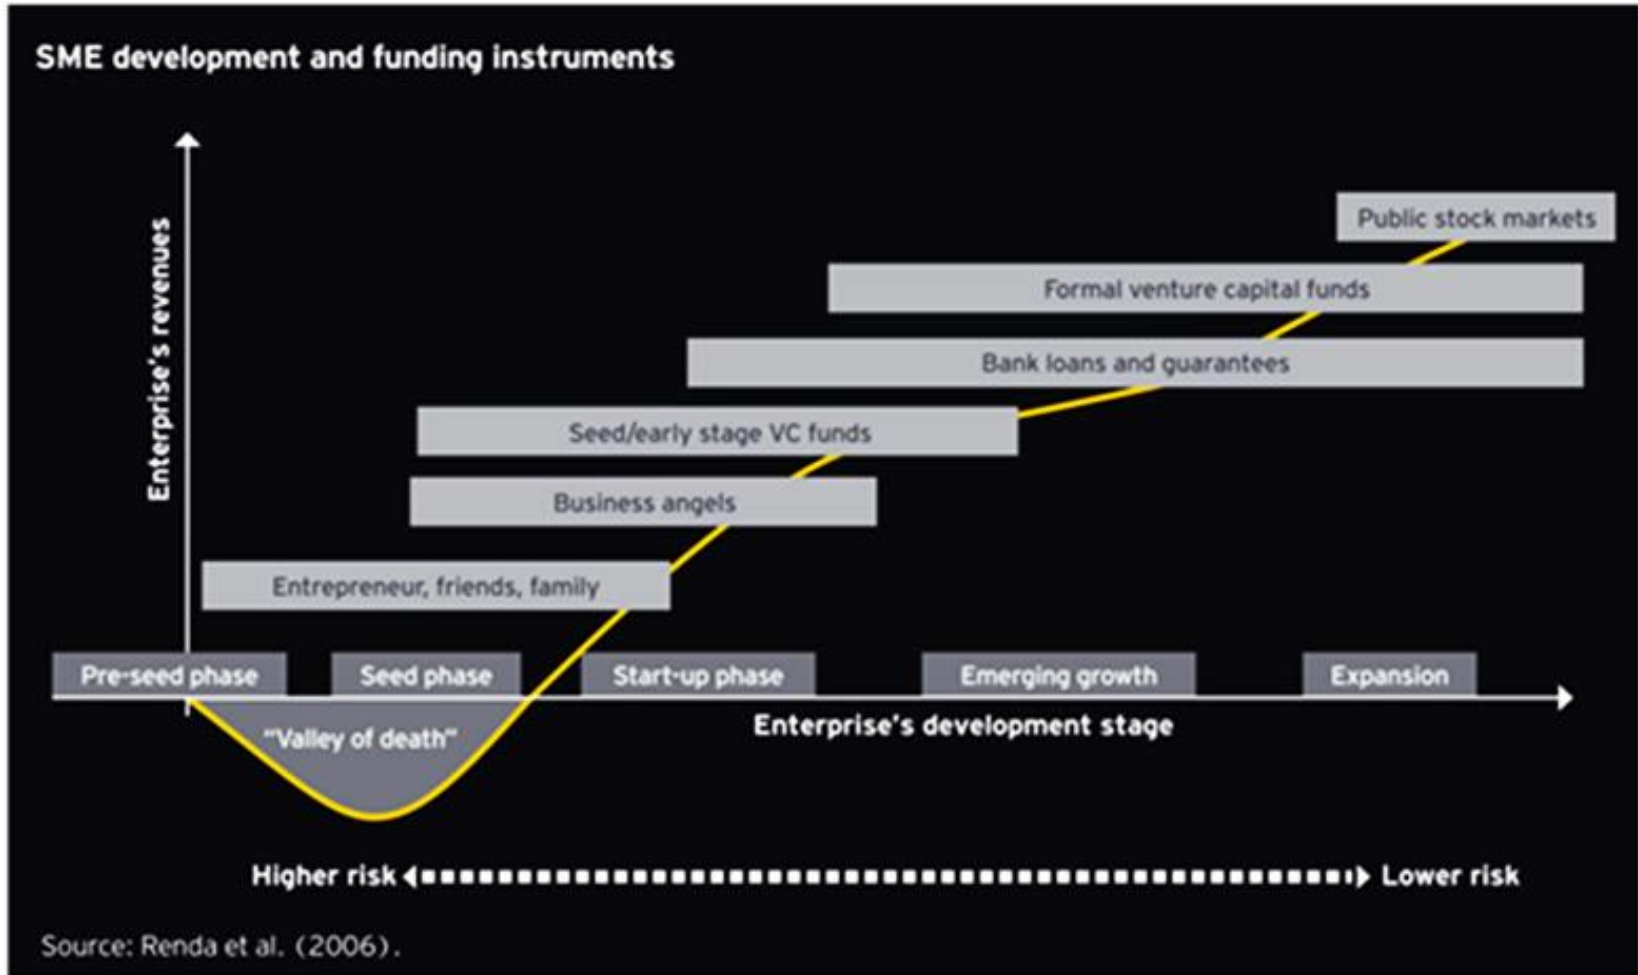 SME development and funding instruments
Enterprise's revenues
Public stock markets
Formal venture capital funds
Bank loans and guarantees
Seed/early stage VC funds
Business angels
Entrepreneur, friends, family
Pre-seed phase
Seed phase
Start-up phase
Emerging growth
Expansion
"Valley of death"
Enterprise's development stage
Higher risk
Lower risk
Source: Renda et al. (2006).